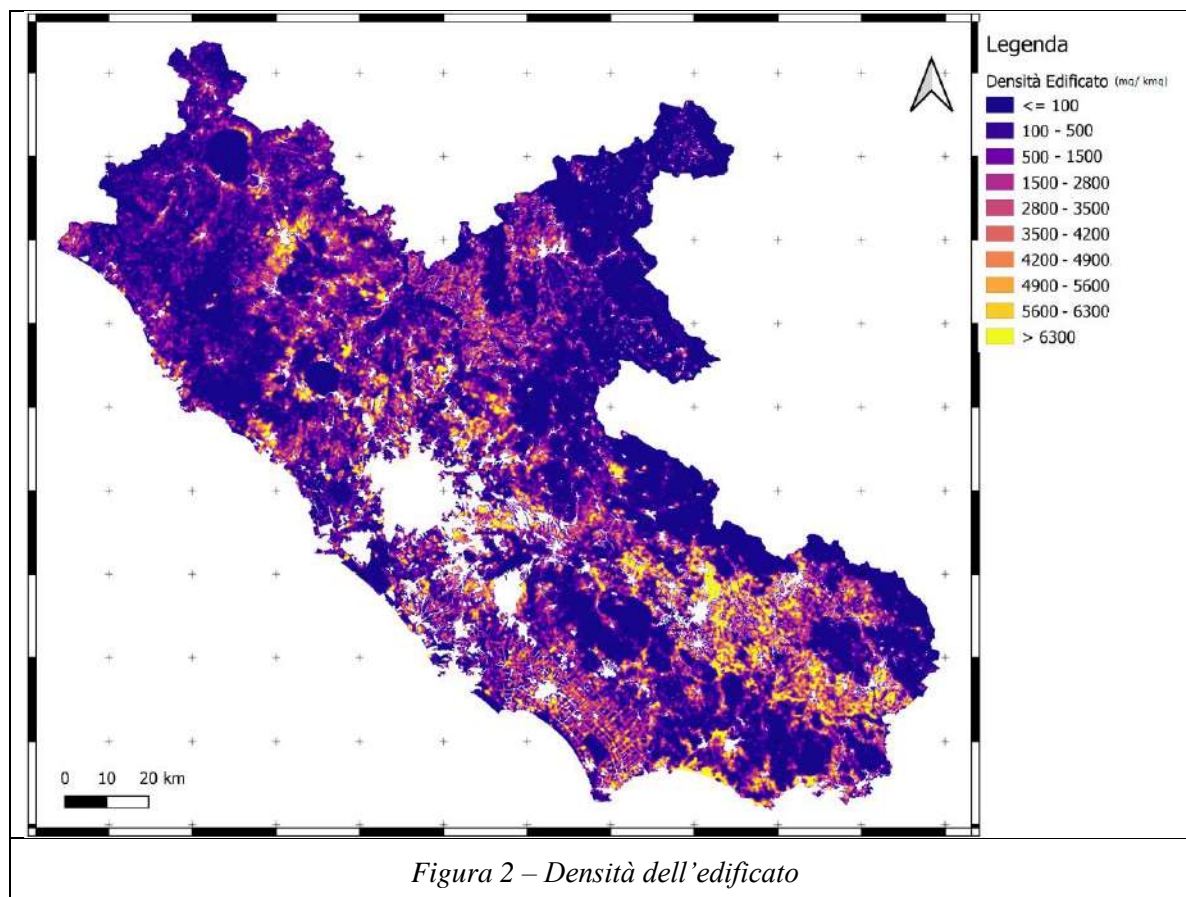 Legenda
Densità Edificato (mq/ kmq)
<= 100
100 - 500
500 - 1500
1500 - 2800
2800 - 3500
3500 - 4200
4200 - 4900
4900 - 5600
5600 - 6300
> 6300
0 10 20 km
Figura 2 – Densità dell’edificato